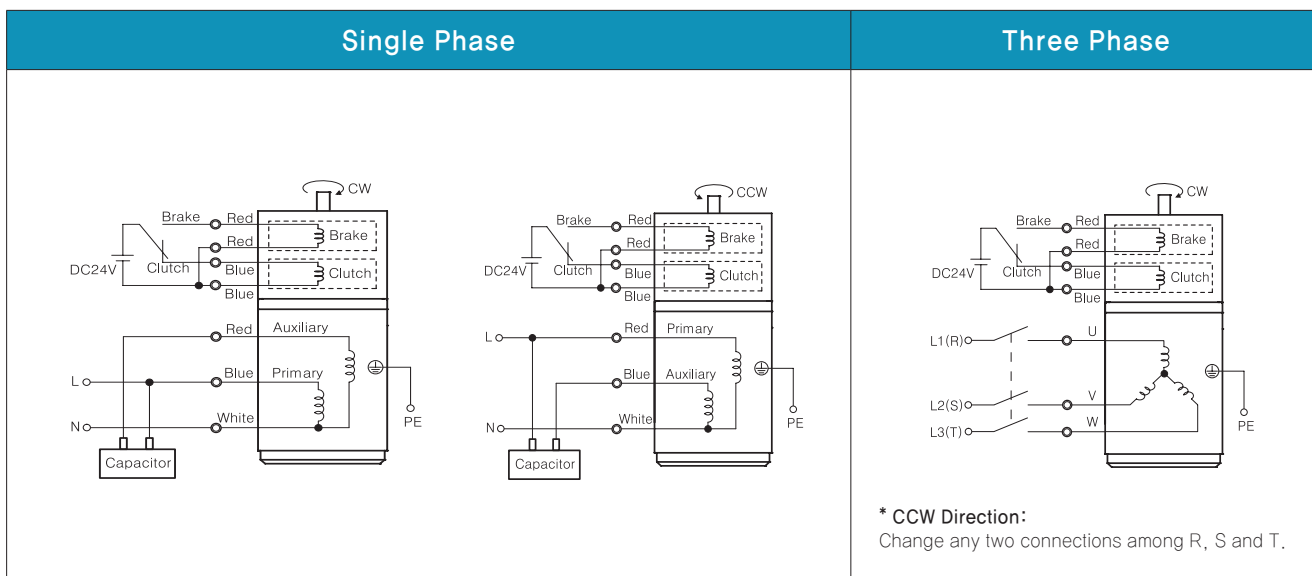 Single Phase
Three Phase
CW
Brake
Red
Red
Brake
DC24V
Clutch
Blue
Clutch
Blue
Red
Auxiliary
L
Blue
Primary
N
White
PE
Capacitor
CCW
Brake
Red
Red
Brake
DC24V
Clutch
Blue
Clutch
Blue
L
Red
Primary
Blue
Auxiliary
N
White
PE
Capacitor
CW
Brake
Red
Red
Brake
DC24V
Clutch
Blue
Clutch
Blue
L1(R)
U
L2(S)
V
L3(T)
W
PE
* CCW Direction:
Change any two connections among R, S and T.